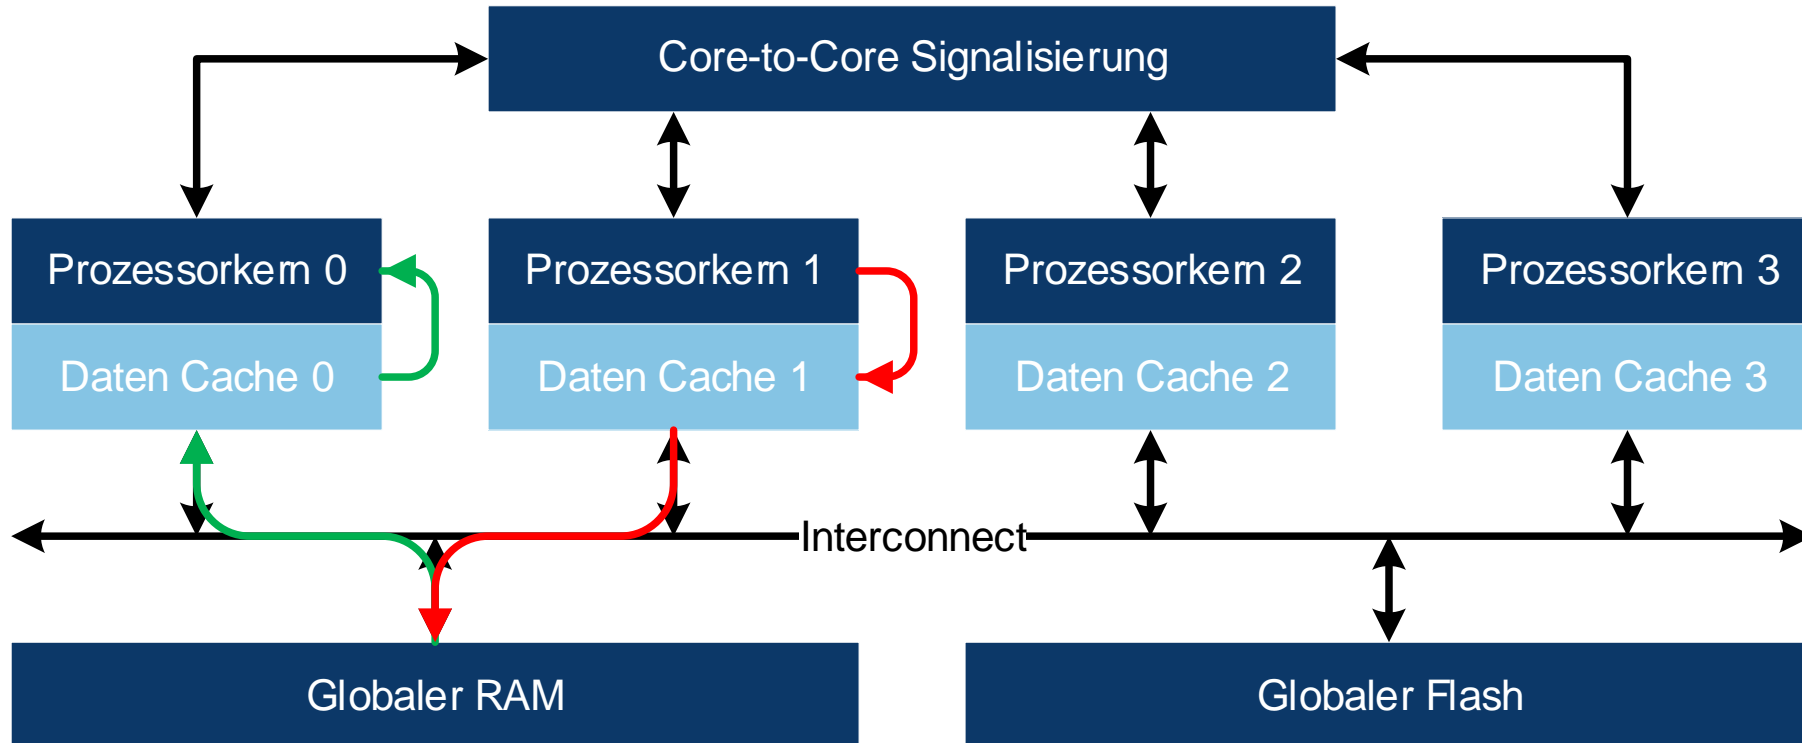 Core-to-Core Signalisierung
Prozessorkern 0
Prozessorkern 1
Prozessorkern 2
Prozessorkern 3
Daten Cache 0
Daten Cache 1
Daten Cache 2
Daten Cache 3
Interconnect
Globaler RAM
Globaler Flash